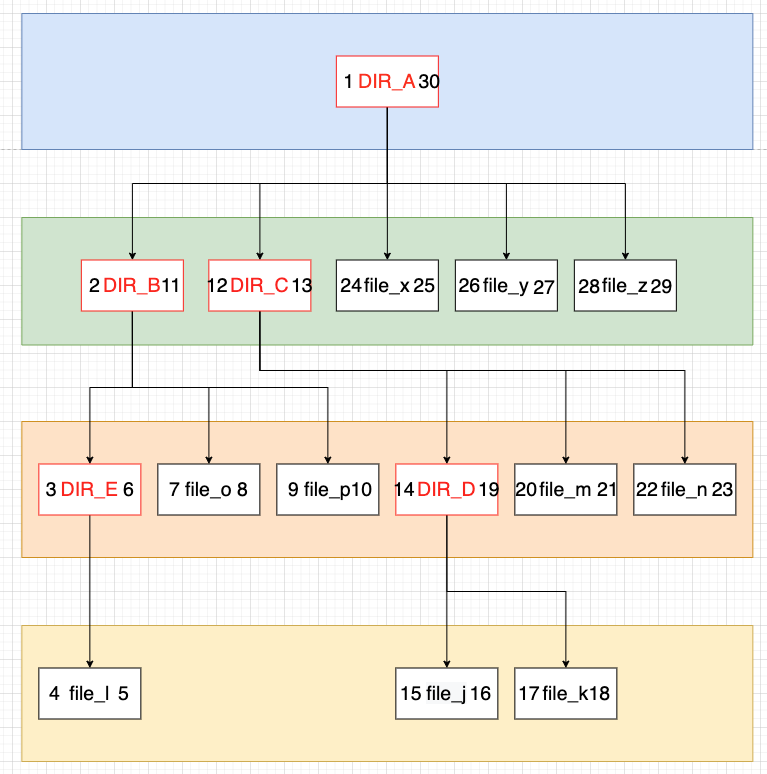 1 DIR_A 30
2 DIR_B 11
12 DIR_C 13
24 file_x 25
26 file_y 27
28 file_z 29
3 DIR_E 6
7 file_o 8
9 file_p 10
14 DIR_D 19
20 file_m 21
22 file_n 23
4 file_l 5
15 file_j 16
17 file_k 18